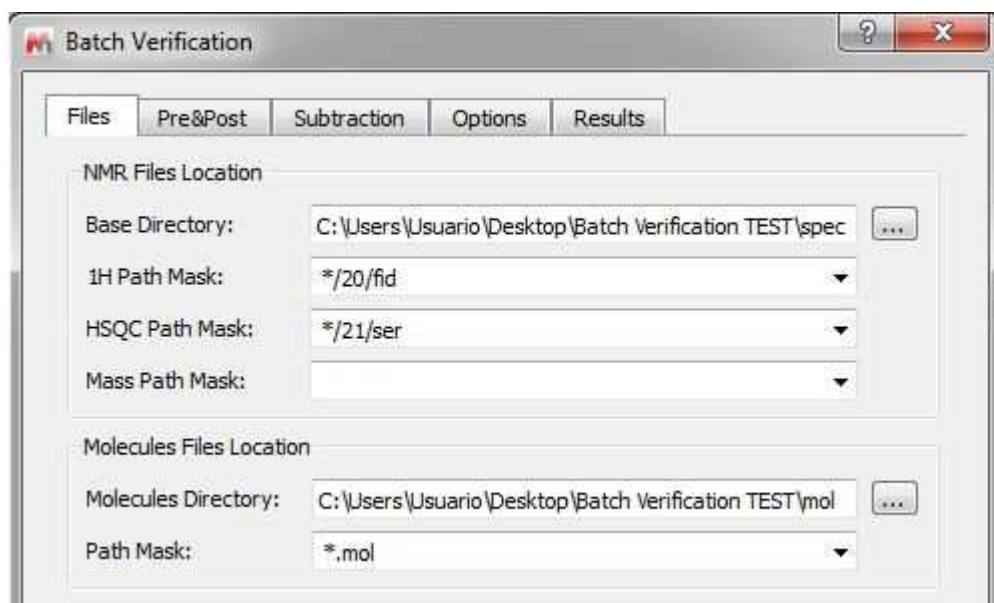 Batch Verification
Files Pre&Post Subtraction Options Results
NMR Files Location
Base Directory: C:\Users\Usuario\Desktop\Batch Verification TEST\spec ...
1H Path Mask: */20/fid
HSQC Path Mask: */21/ser
Mass Path Mask:
Molecules Files Location
Molecules Directory: C:\Users\Usuario\Desktop\Batch Verification TEST\mol ...
Path Mask: *.mol